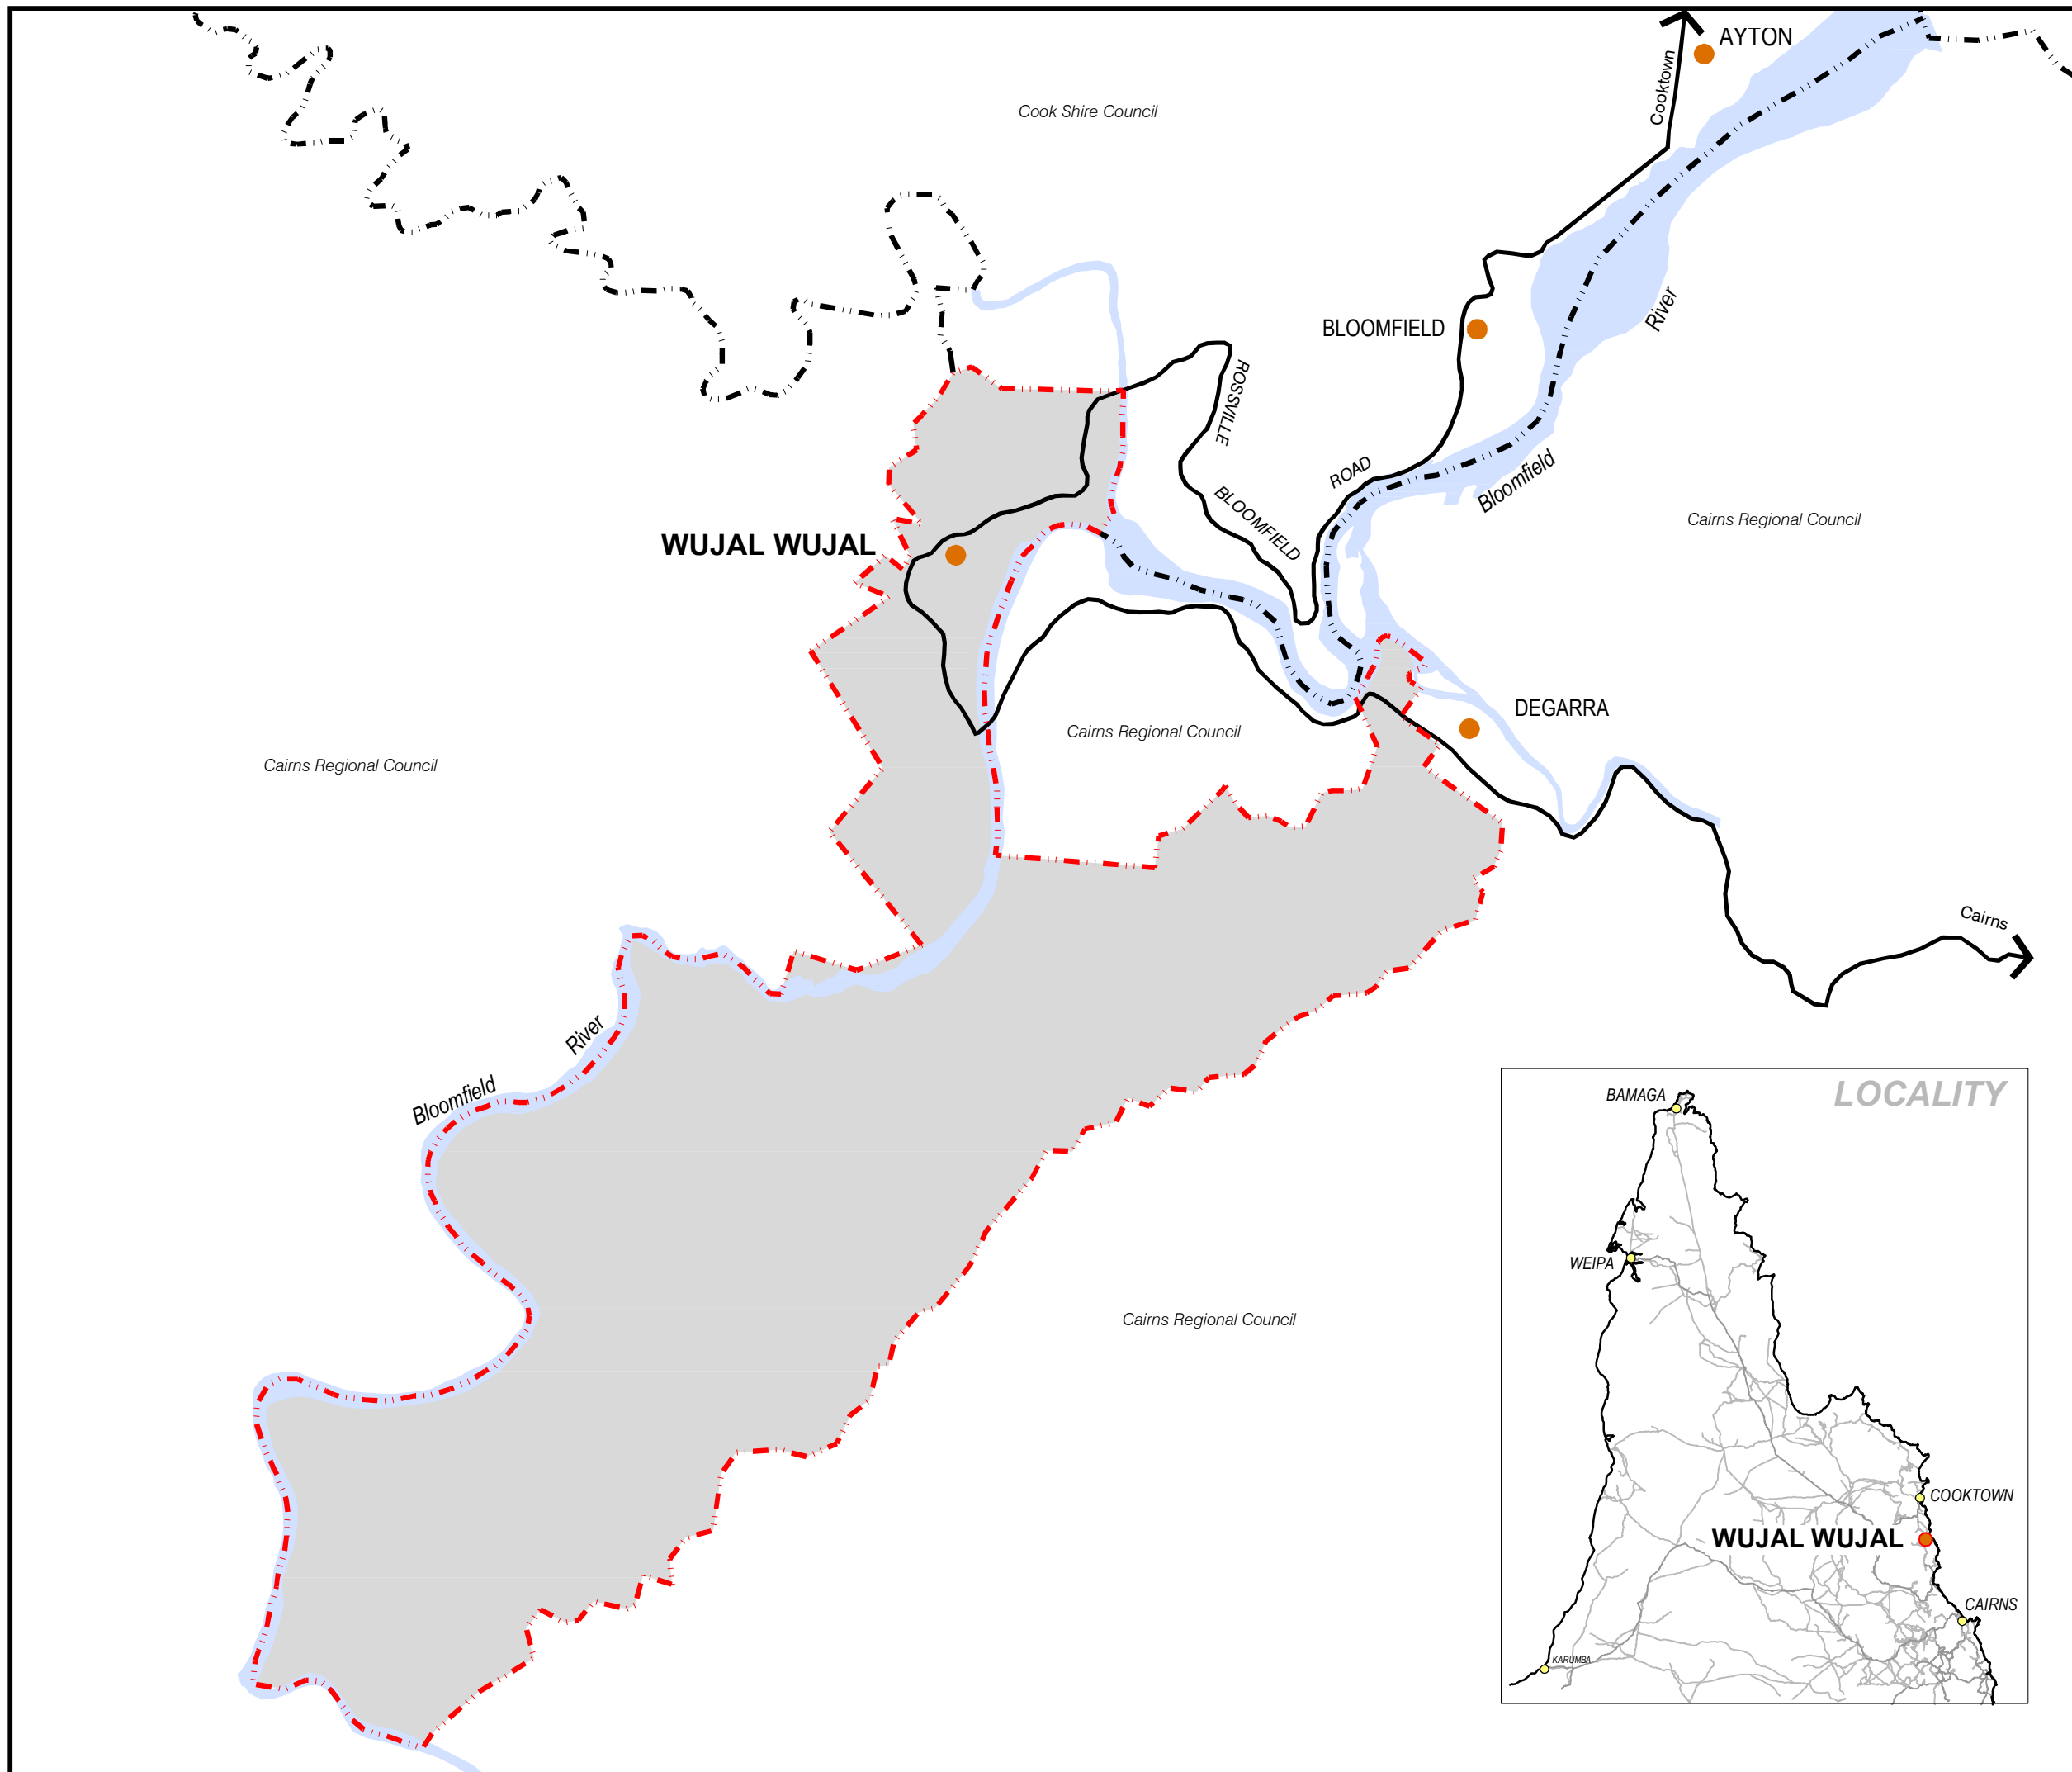 AYTON
Cooktown
Cook Shire Council
River
BLOOMFIELD
ROSSVILLE
ROAD
Bloomfield
BLOOMFIELD
Cairns Regional Council
WUJAL WUJAL
DEGARRA
Cairns Regional Council
Cairns Regional Council
Cairns
River
Bloomfield
Cairns Regional Council
LOCALITY
BAMAGA
WEIPA
COOKTOWN
WUJAL WUJAL
CAIRNS
KARUMBA